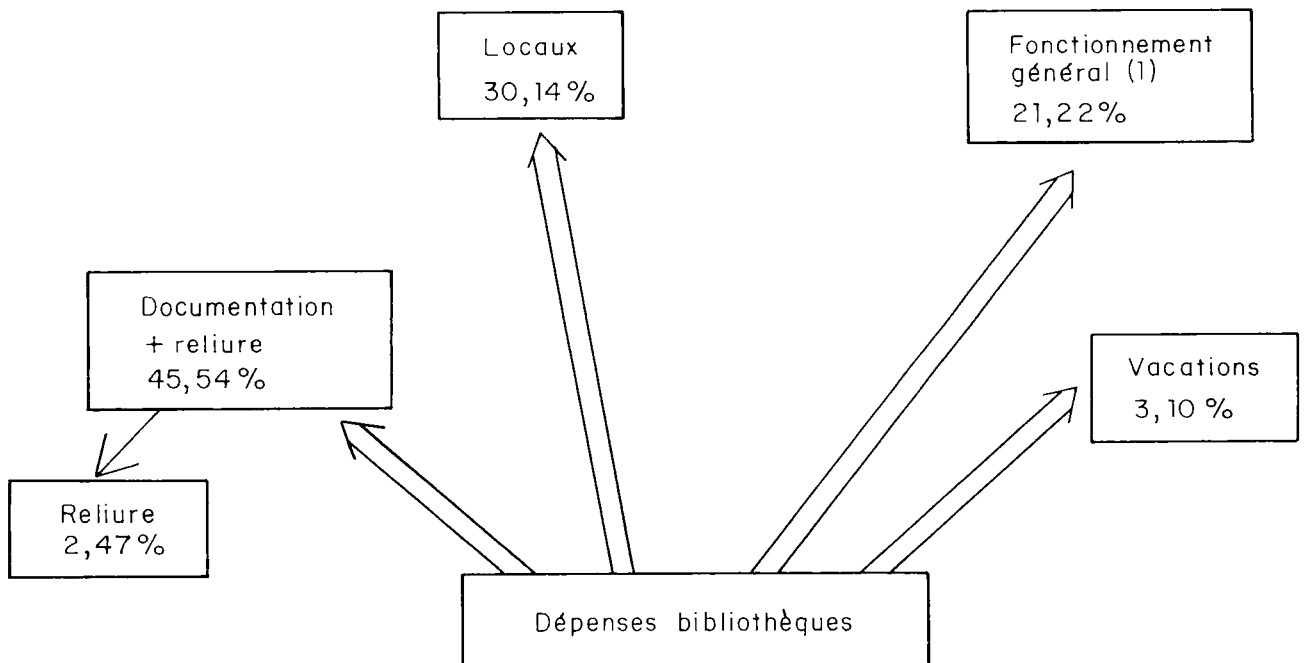 Locaux
30,14%
Fonctionnement
général (1)
21,22%
Documentation
+ reliure
45,54%
Vacations
3,10 %
Reliure
2,47%
Dépenses bibliothèques